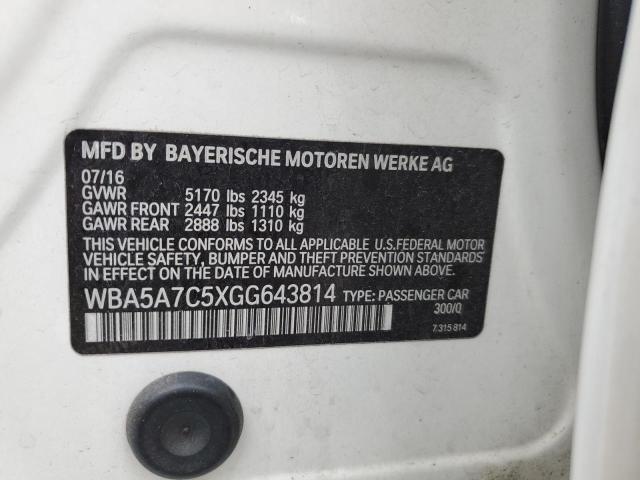 MFD BY BAYERISCHE MOTOREN WERKE AG
07/16
GVWR 5170 lbs 2345 kg
GAWR FRONT 2447 lbs 1110 kg
GAWR REAR 2888 lbs 1310 kg
THIS VEHICLE CONFORMS TO ALL APPLICABLE U.S.FEDERAL MOTOR
VEHICLE SAFETY, BUMPER AND THEFT PREVENTION STANDARDS
IN EFFECT ON THE DATE OF MANUFACTURE SHOWN ABOVE.
WBA5A7C5XGG643814 TYPE: PASSENGER CAR
300/0
7 315 814